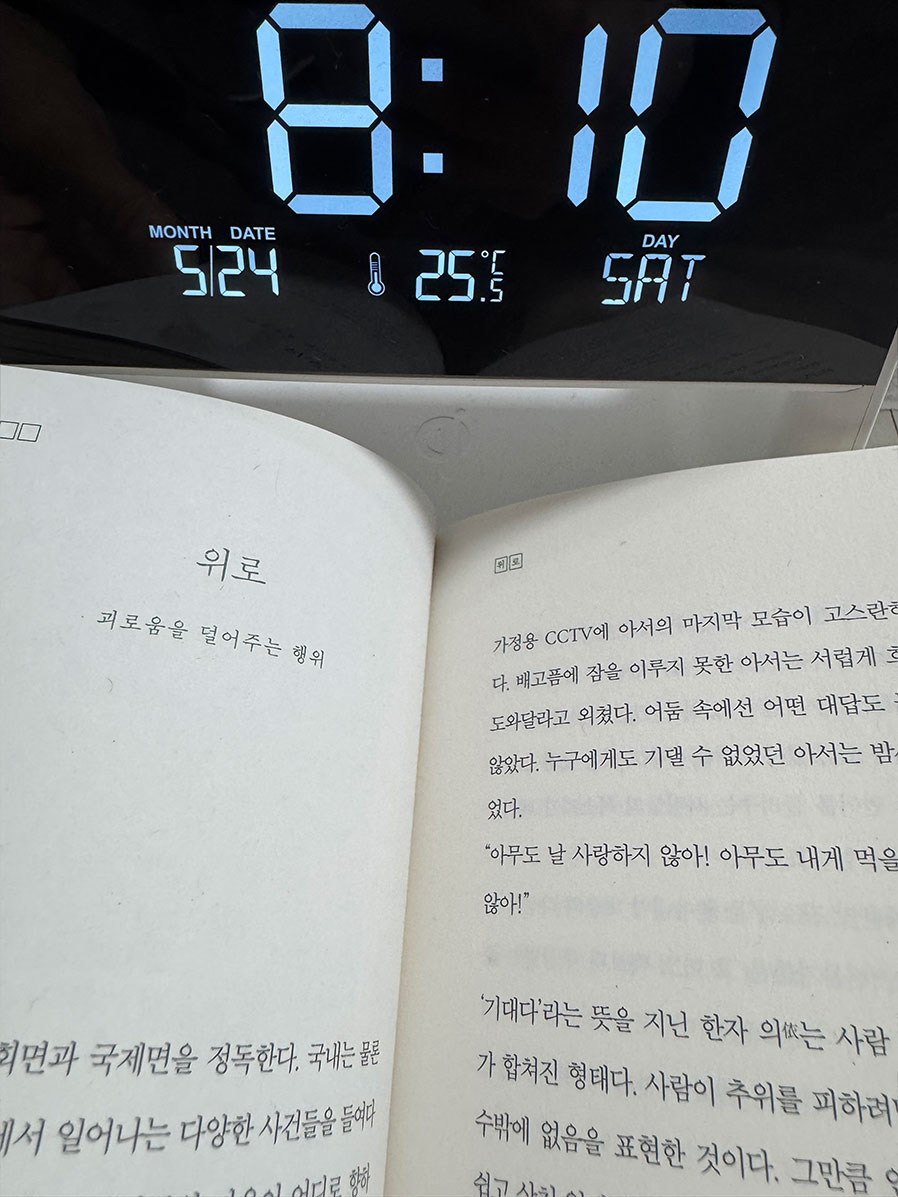 8:10
MONTH DATE
5/24
25.5℃
DAY
SAT
위로
괴로움을 덜어주는 행위
회면과 국제면을 정독한다. 국내는 물론
에서 일어나는 다양한 사건들을 들여다
어디로 향하
위로
가정용 CCTV에 아서의 마지막 모습이 고스란히
다. 배고픔에 잠을 이루지 못한 아서는 서럽게
도와달라고 외쳤다. 어둠 속에선 어떤 대답도
않았다. 누구에게도 기댈 수 없었던 아서는
었다.
“아무도 날 사랑하지 않아! 아무도 내게 먹을
않아!”
‘기대다’라는 뜻을 지닌 한자 의依는 사람
가 합쳐진 형태다. 사람이 추위를 피하려
수밖에 없음을 표현한 것이다. 그만큼
쉽고